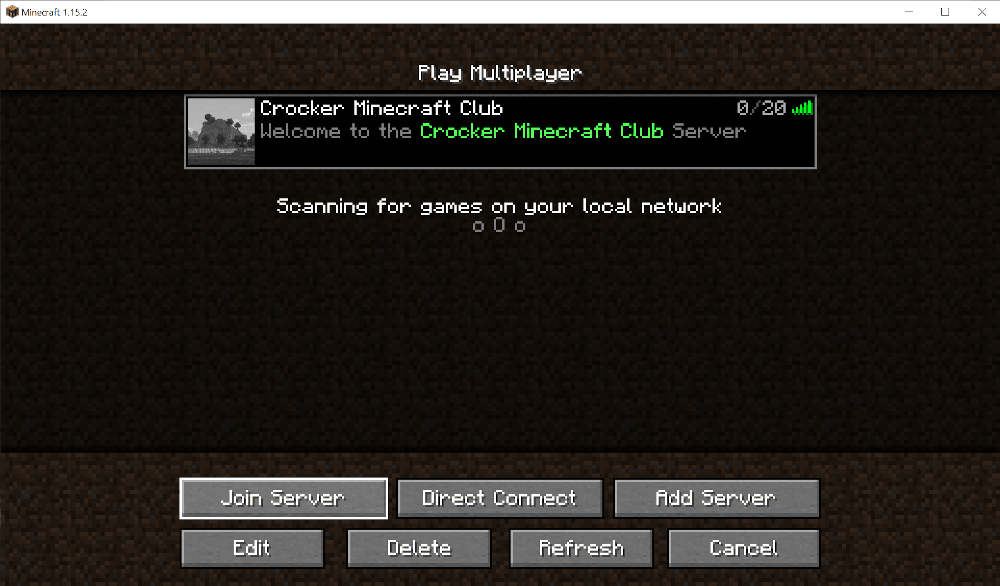 Minecraft 1.15.2
Play Multiplayer
Crocker Minecraft Club 0/20
Welcome to the Crocker Minecraft Club Server
Scanning for games on your local network
o O o
Join Server Direct Connect Add Server
Edit Delete Refresh Cancel